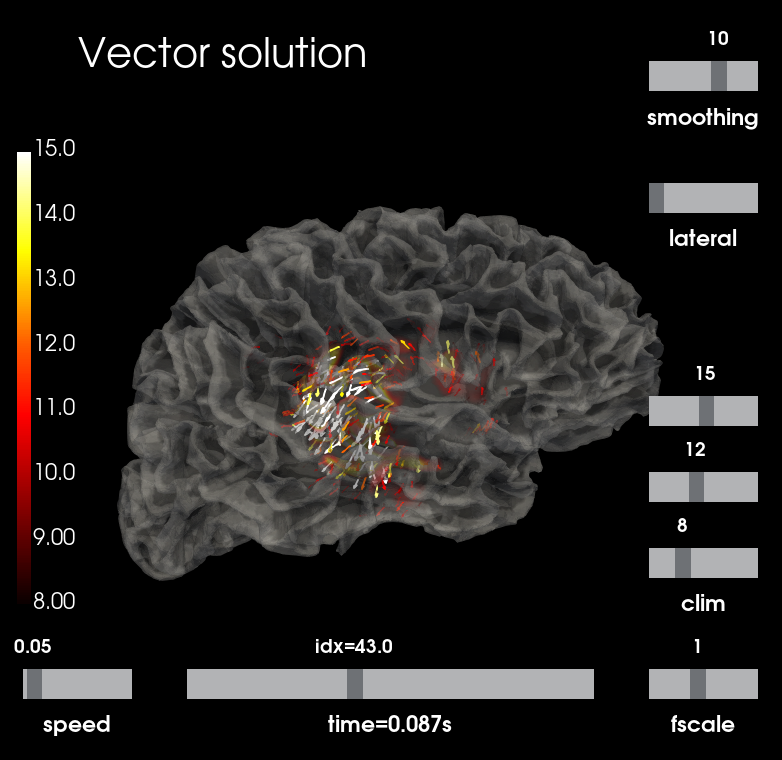 Vector solution
10
smoothing
lateral
15.0
14.0
13.0
12.0
11.0
10.0
9.00
8.00
15
12
8
clim
0.05
speed
idx=43.0
time=0.087s
1
fscale